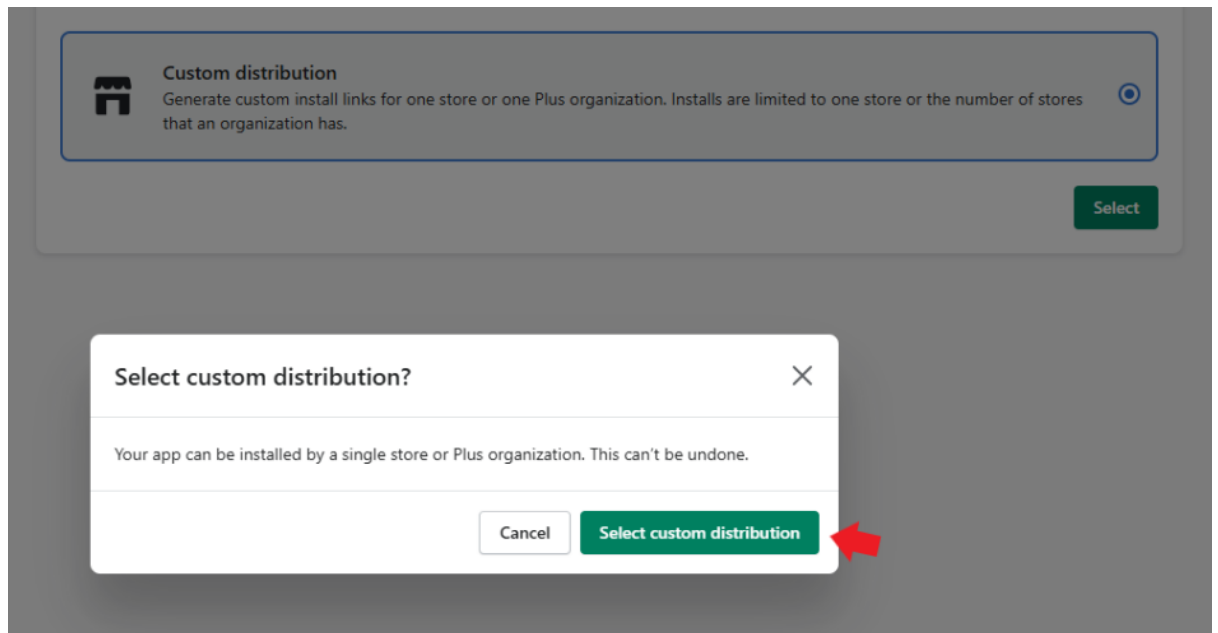 Custom distribution
Generate custom install links for one store or one Plus organization. Installs are limited to one store or the number of stores
that an organization has.
Select
Select custom distribution?
Your app can be installed by a single store or Plus organization. This can't be undone.
Cancel
Select custom distribution